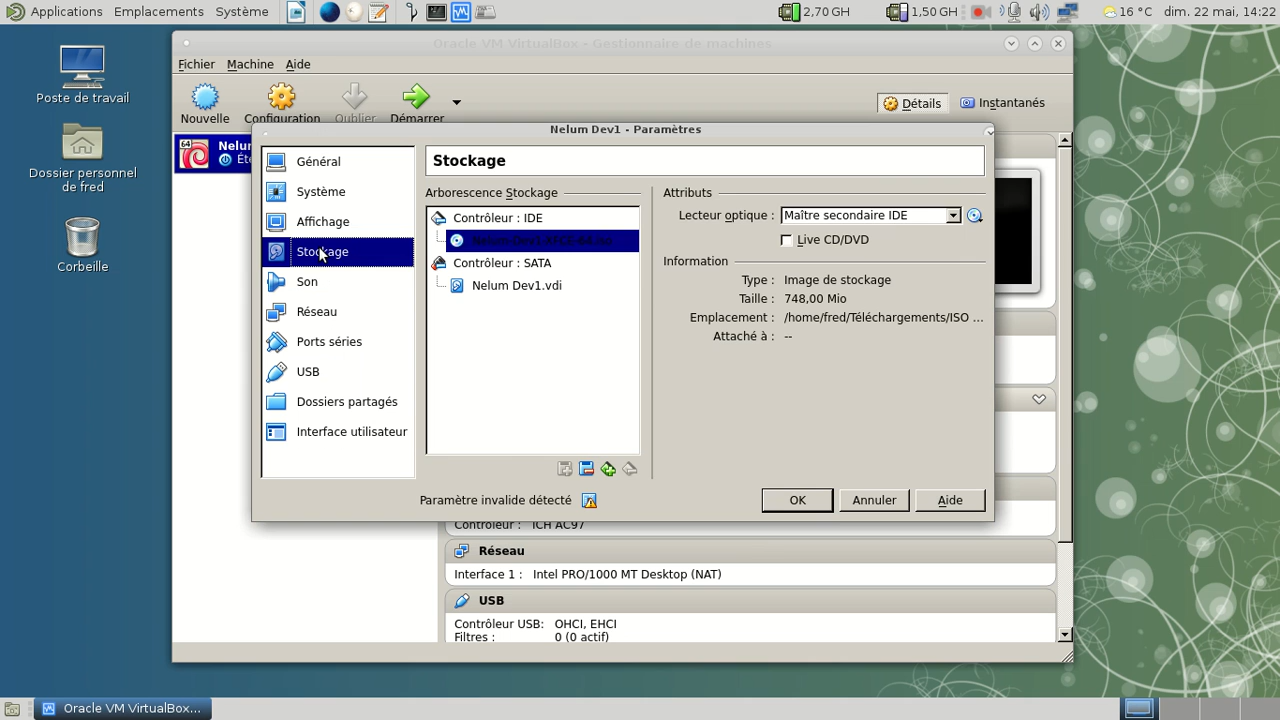 Applications Emplacements Système 2,70 GH 1,50 GH 16 °C dim. 22 mai, 14:22
Poste de travail
Dossier personnel
de fred
Corbeille
Oracle VM VirtualBox - Gestionnaire de machines
Fichier Machine Aide
Nouvelle Configuration Oublier Démarrer Détails Instantanés
64 Nelum
Nelum Dev1 - Paramètres
Général
Système
Affichage
Stockage
Son
Réseau
Ports séries
USB
Dossiers partagés
Interface utilisateur
Stockage
Arborescence Stockage
Contrôleur : IDE
Contrôleur : SATA
Nelum Dev1.vdi
Attributs
Lecteur optique : Maître secondaire IDE
Live CD/DVD
Information
Type : Image de stockage
Taille : 748,00 Mio
Emplacement : /home/fred/Téléchargements/ISO ...
Attaché à : --
Paramètre invalide détecté OK Annuler Aide
Contrôleur : ICH AC97
Réseau
Interface 1 : Intel PRO/1000 MT Desktop (NAT)
USB
Contrôleur USB: OHCI, EHCI
Filtres : 0 (0 actif)
Oracle VM VirtualBox...